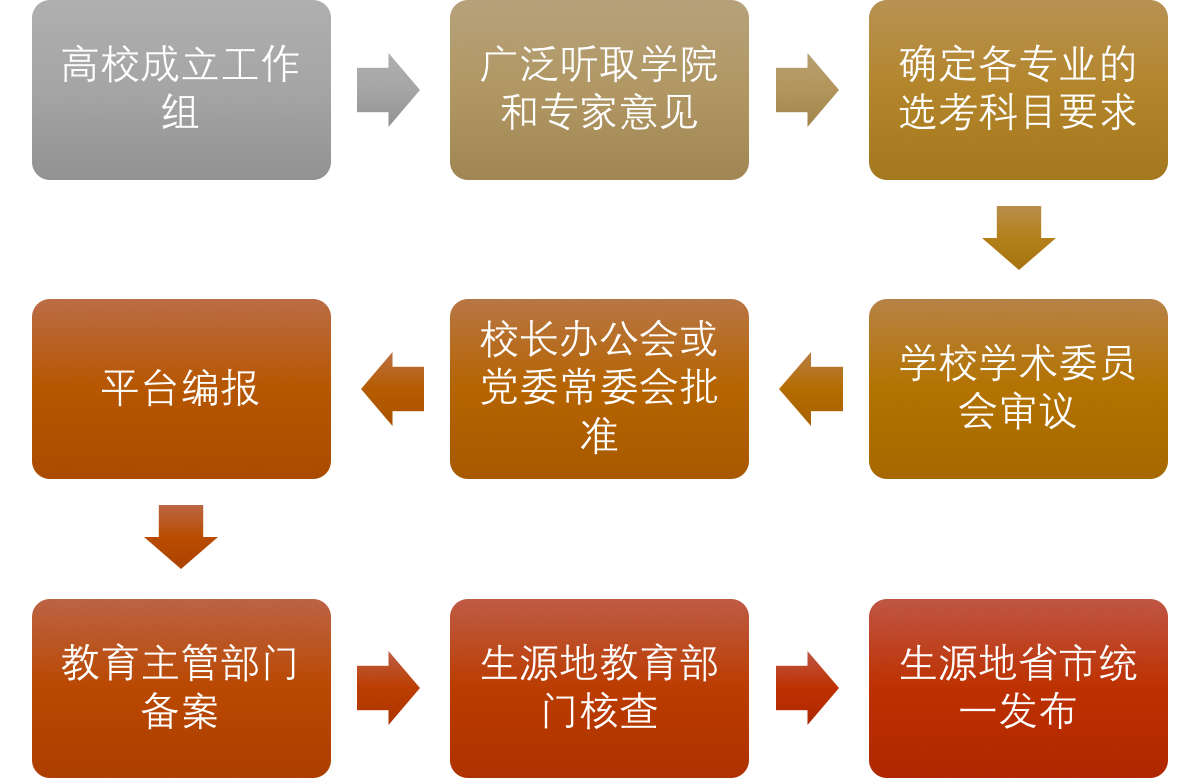 高校成立工作
组
广泛听取学院
和专家意见
确定各专业的
选考科目要求
学校学术委员
会审议
校长办公会或
党委常委会批
准
平台编报
教育主管部门
备案
生源地教育部
门核查
生源地省市统
一发布